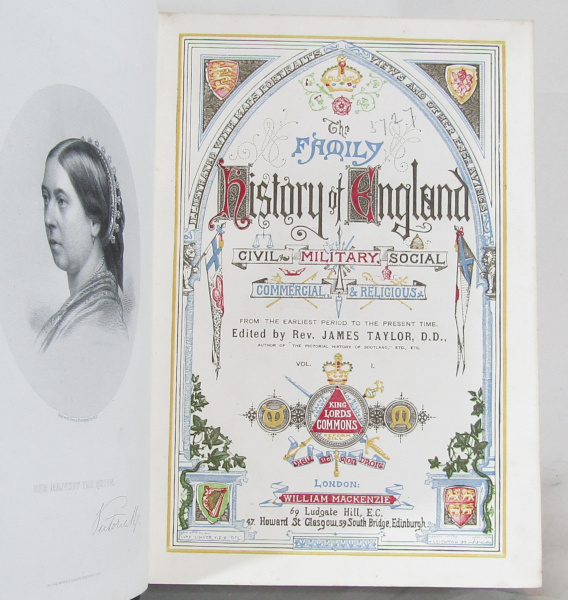 HER MAJESTY THE QUEEN.
Victoria R
ILLUSTRATED WITH MAPS PORTRAITS, VIEWS AND OTHER PAGE ENGRAVINGS
5727
The
FAMILY
History of England
CIVIL MILITARY, SOCIAL
COMMERCIAL, & RELIGIOUS
FROM THE EARLIEST PERIOD TO THE PRESENT TIME.
Edited by Rev. JAMES TAYLOR, D.D.,
AUTHOR OF "THE PICTORIAL HISTORY OF SCOTLAND," ETC., ETC.
VOL. I.
KING
LORDS
COMMONS
DIEU ET MON DROIT
LONDON:
WILLIAM MACKENZIE
69 Ludgate Hill, E.C.
47. Howard St Glasgow, 59 South Bridge, Edinburgh.